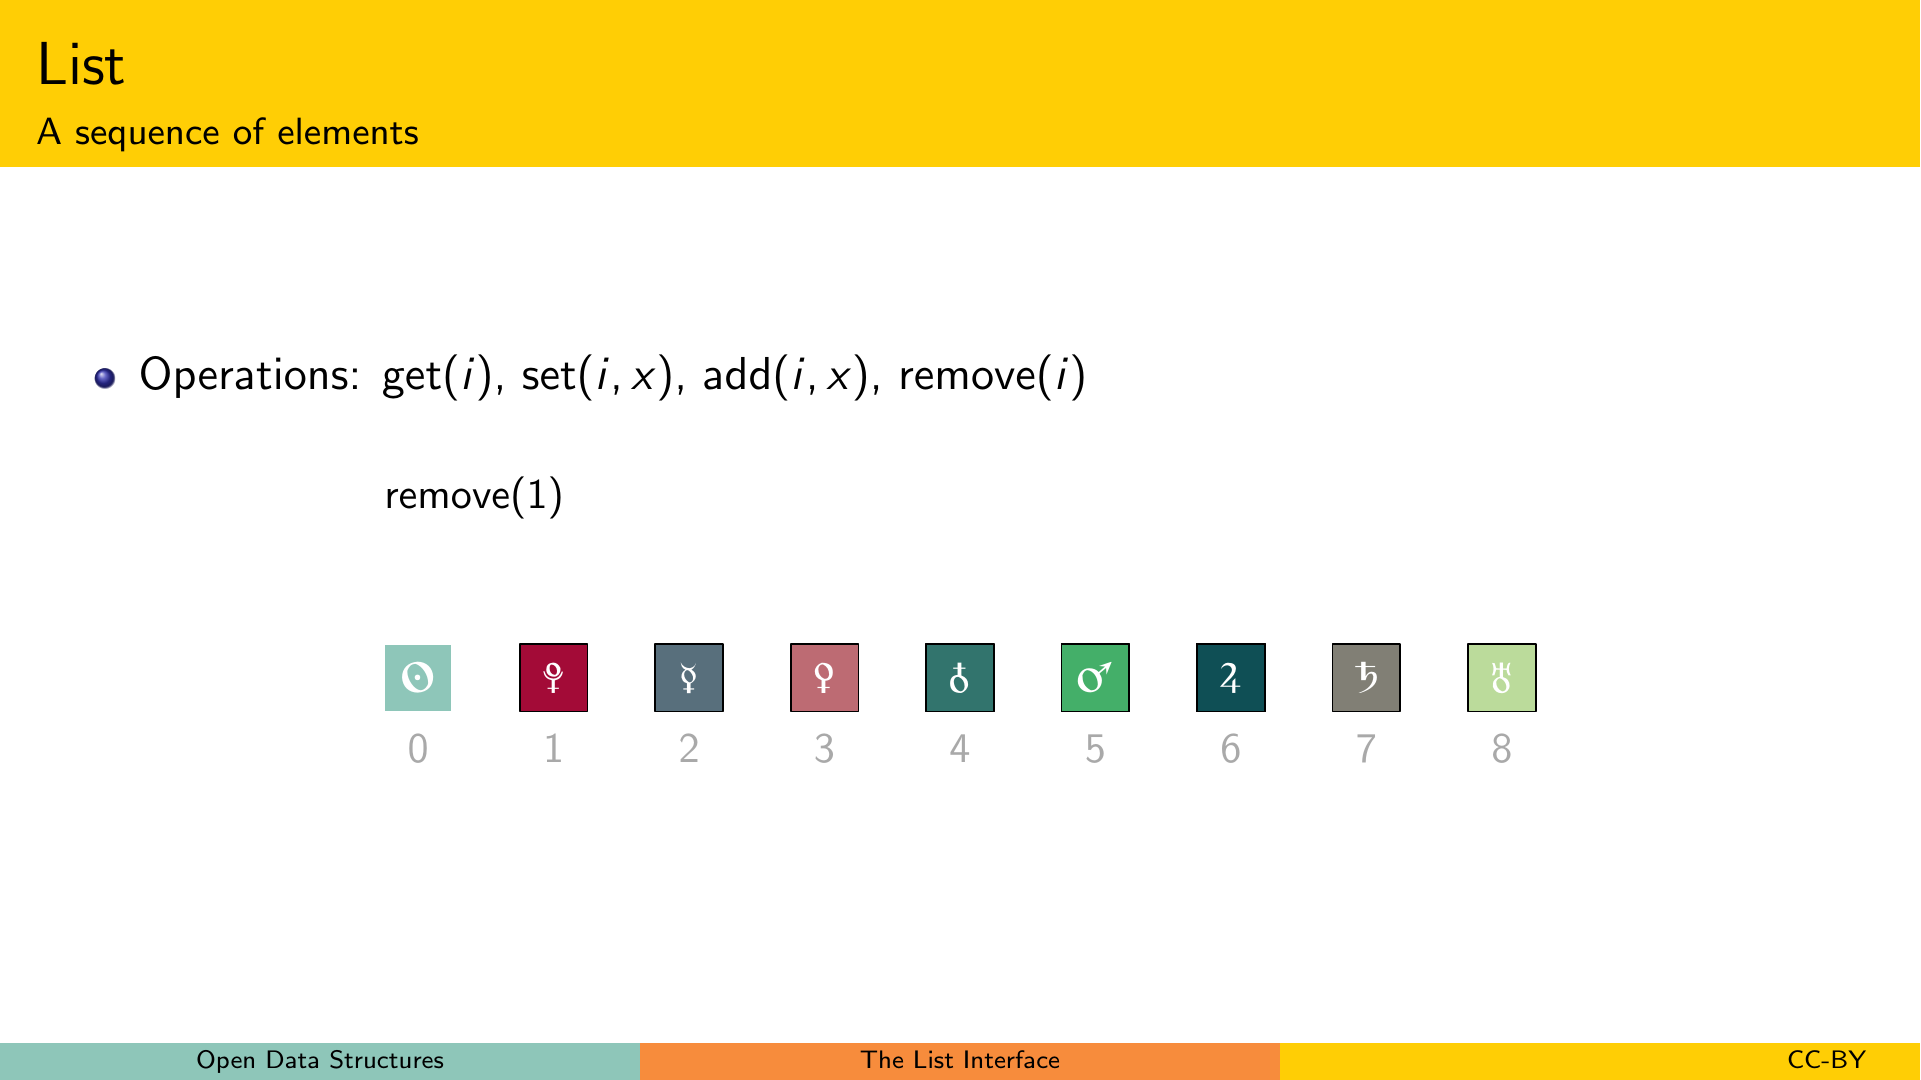 List
A sequence of elements
Operations: get(i), set(i, x), add(i, x), remove(i)
remove(1)
☉ ♇ ☿ ♀ ♁ ♂ ♃ ♄ ♅
0 1 2 3 4 5 6 7 8
Open Data Structures The List Interface CC-BY